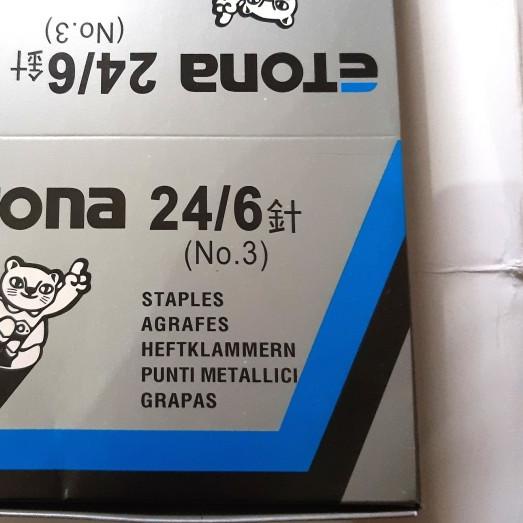 (No.3)
ETONA 24/6針
ona 24/6針
(No.3)
STAPLES
AGRAFES
HEFTKLAMMERN
PUNTI METALLICI
GRAPAS